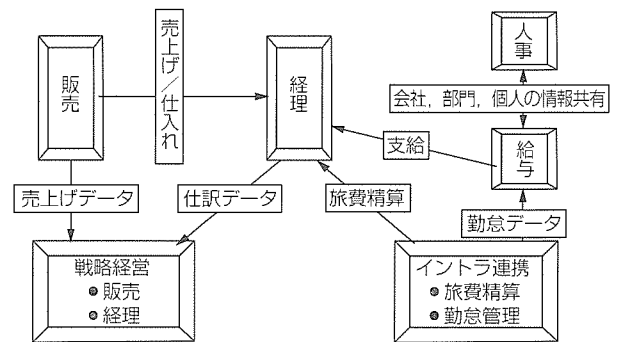 販売
売上げ／仕入れ
経理
人事
会社，部門，個人の情報共有
支給
給与
売上げデータ
仕訳データ
旅費精算
勤怠データ
戦略経営
●販売
●経理
イントラ連携
●旅費精算
●勤怠管理